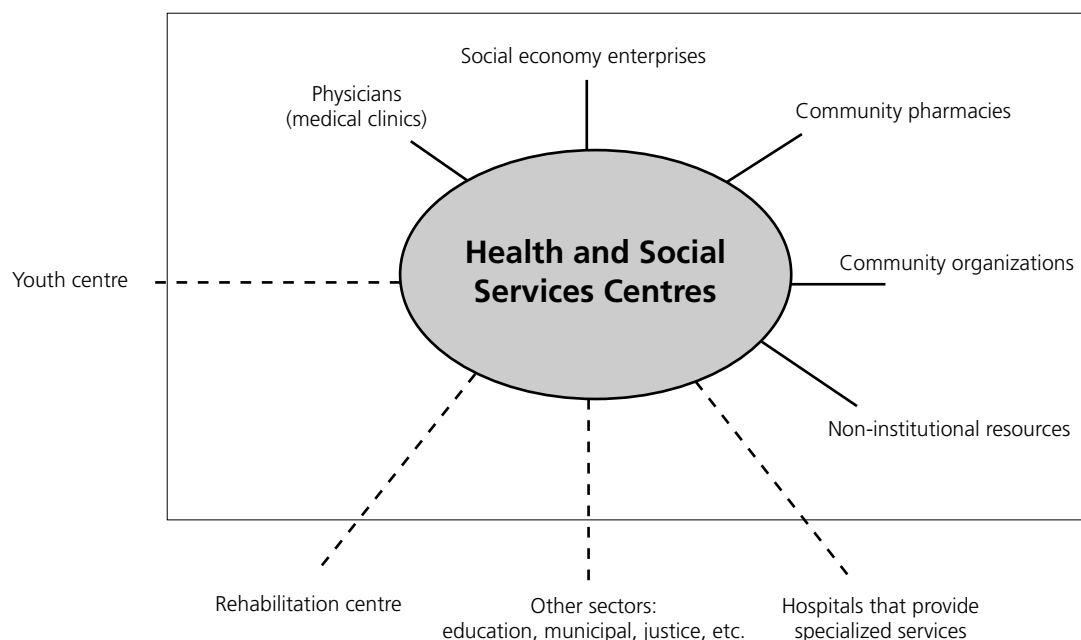 Social economy enterprises
Physicians
(medical clinics)
Community pharmacies
Health and Social
Services Centres
Community organizations
Youth centre
Non-institutional resources
Rehabilitation centre
Other sectors:
education, municipal, justice, etc.
Hospitals that provide
specialized services